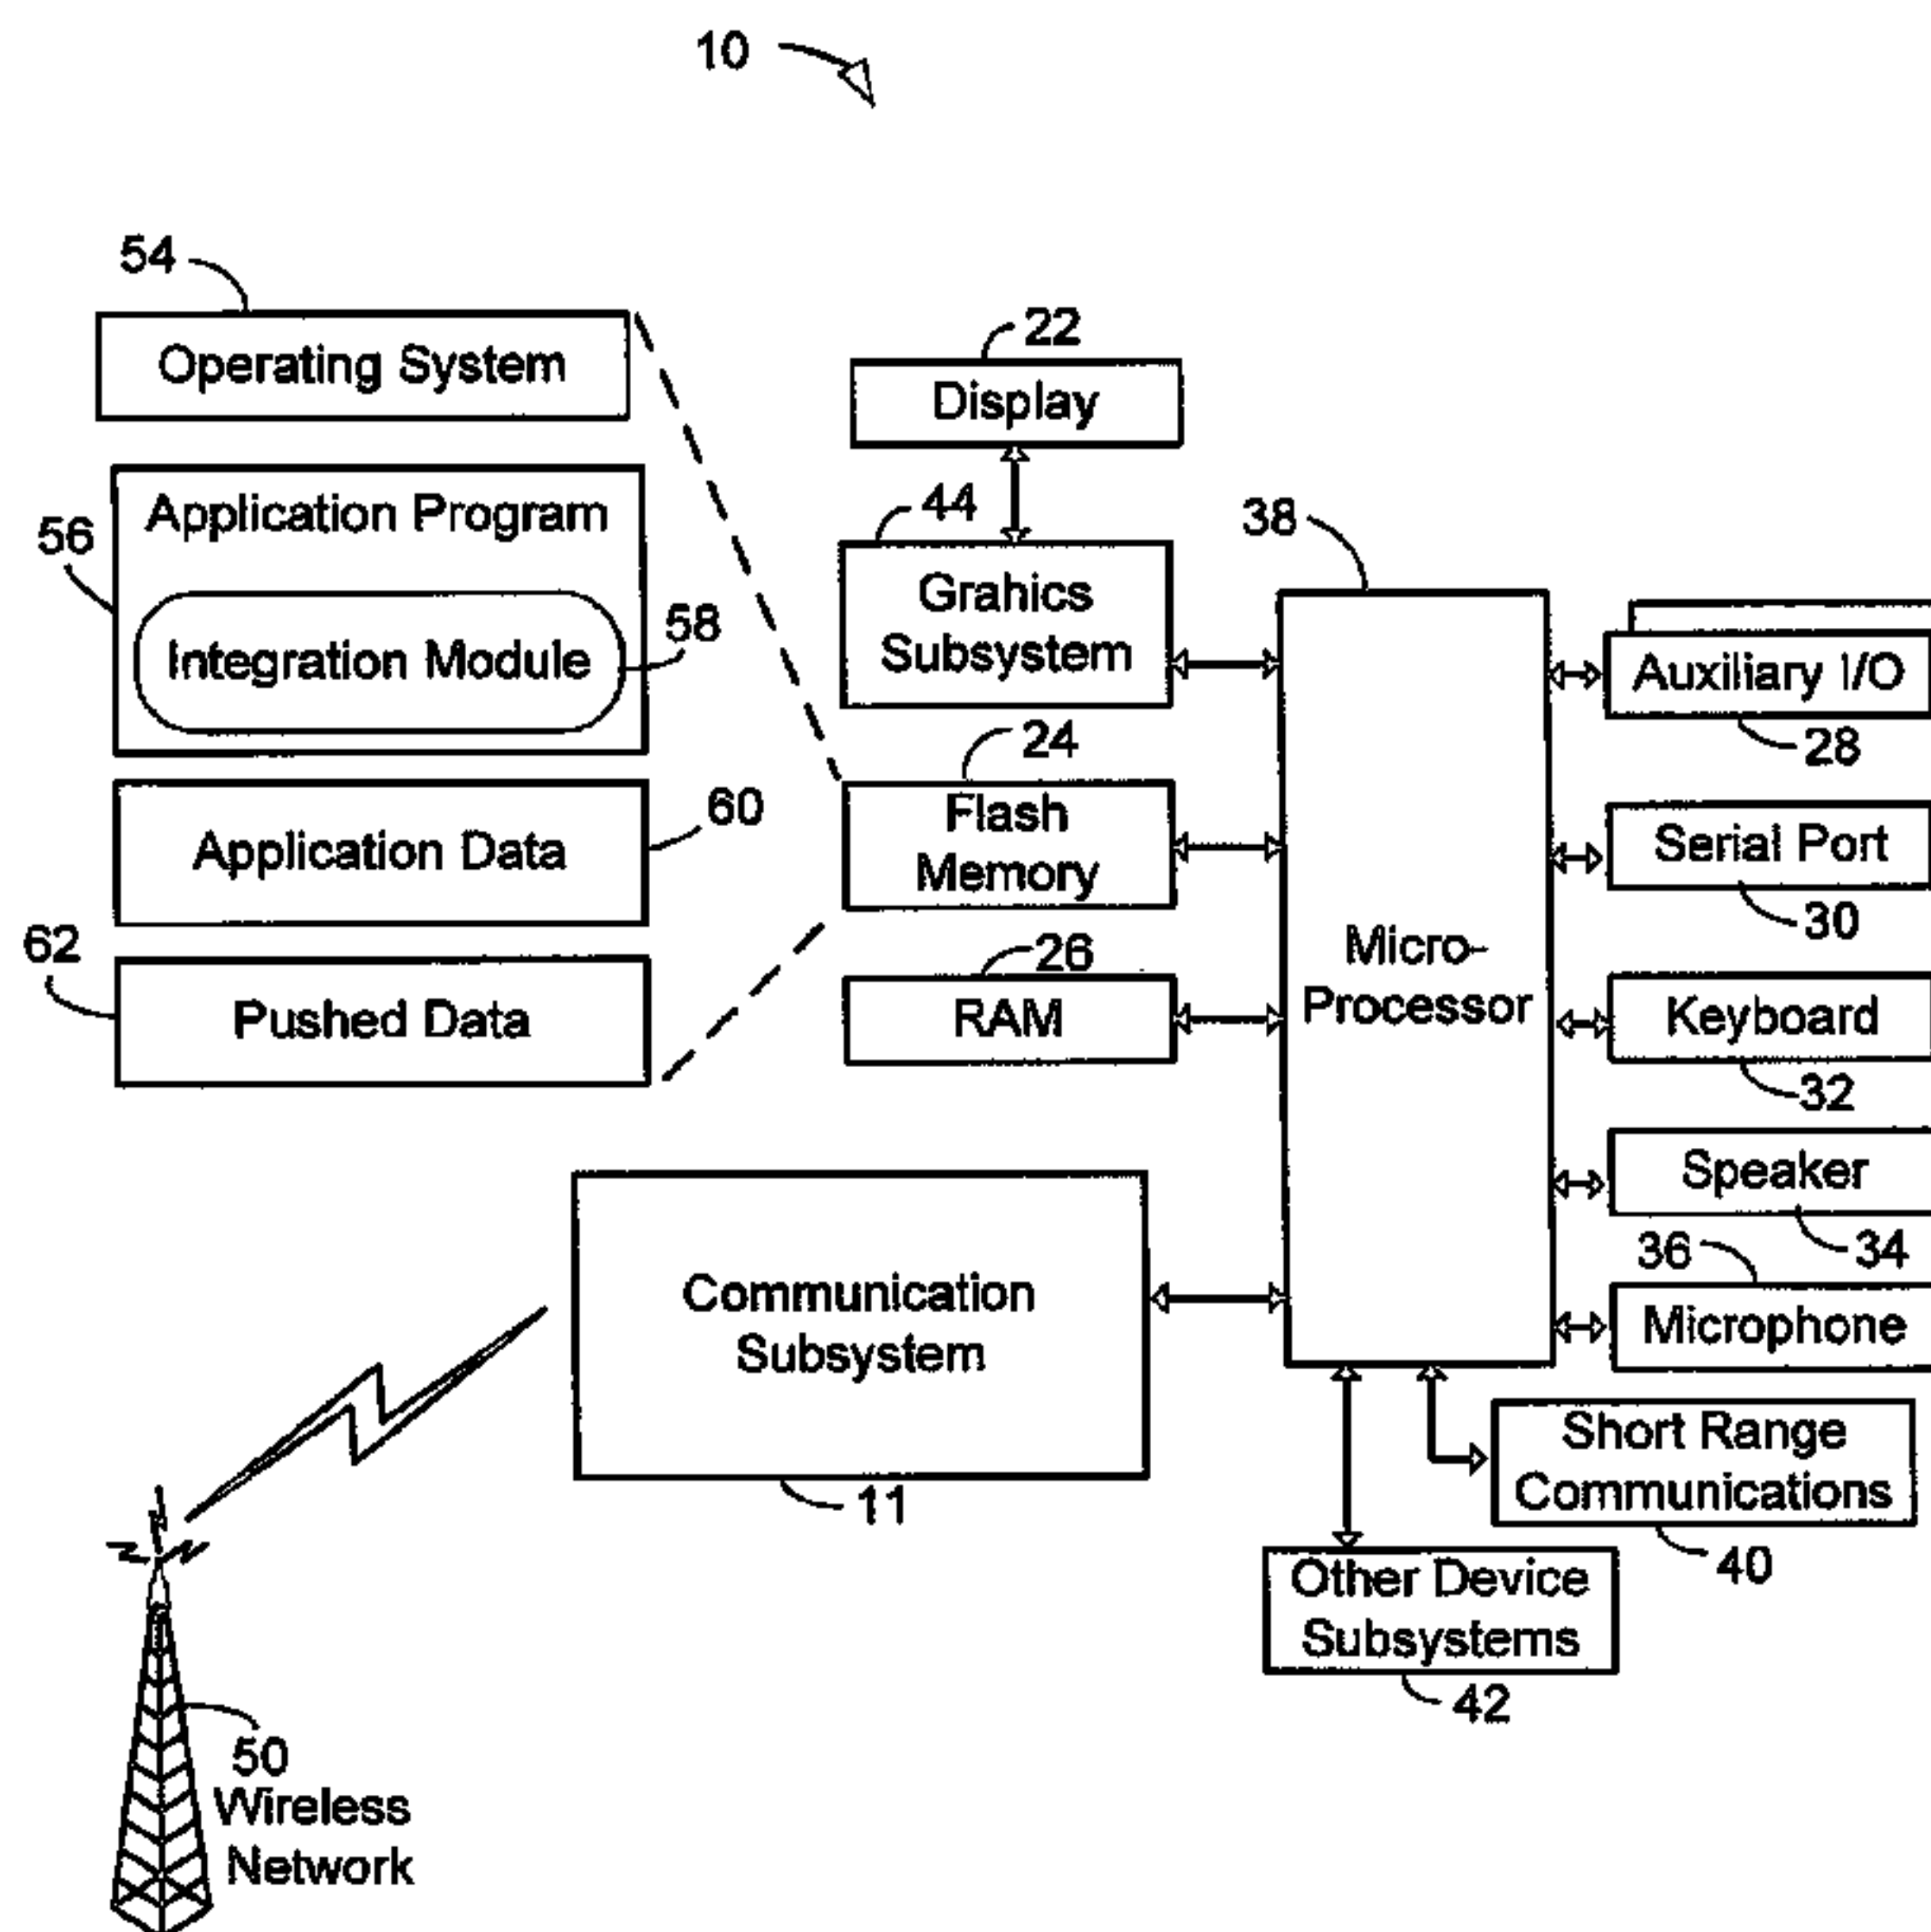 10
54
Operating System
56
Application Program
Integration Module
58
Application Data
60
62
Pushed Data
22
Display
44
Grahics
Subsystem
24
Flash
Memory
26
RAM
38
Micro-
Processor
Auxiliary I/O
28
Serial Port
30
Keyboard
32
Speaker
34
36
Microphone
Communication
Subsystem
11
Short Range
Communications
40
Other Device
Subsystems
42
50
Wireless
Network